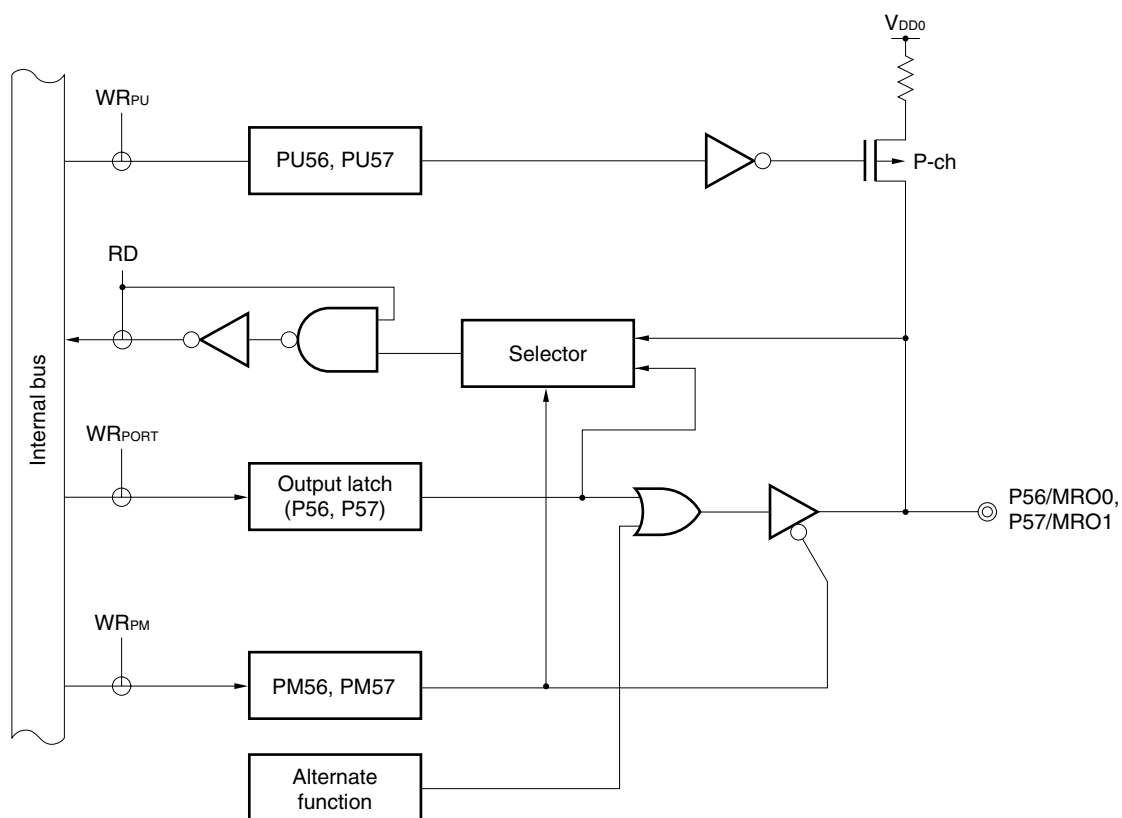 VDD0
WRPU
PU56, PU57
P-ch
RD
Selector
Internal bus
WRPORT
Output latch
(P56, P57)
P56/MRO0,
P57/MRO1
WRPM
PM56, PM57
Alternate
function